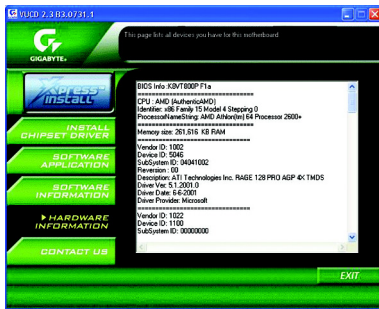 VUCD 2.3 B3.0731.1
This page lists all devices you have for this motherboard
GIGABYTE
Xpress™
INSTALL
INSTALL
CHIPSET DRIVER
SOFTWARE
APPLICATION
SOFTWARE
INFORMATION
HARDWARE
INFORMATION
CONTACT US
BIOS Info :K8VT800P F1a
===============================
CPU : AMD (AuthenticAMD)
Identifier: x86 Family 15 Model 4 Stepping 0
ProcessorNameString: AMD Athlon(tm) 64 Processor 2600+
===============================
Memory size: 261,616 KB RAM
===============================
Vendor ID: 1002
Device ID: 5046
SubSystem ID: 04041002
Reversion : 00
Description: ATI Technologies Inc. RAGE 128 PRO AGP 4X TMDS
Driver Ver: 5.1.2001.0
Driver Date: 6-6-2001
Driver Provider: Microsoft
===============================
Vendor ID: 1022
Device ID: 1100
SubSystem ID: 00000000
EXIT